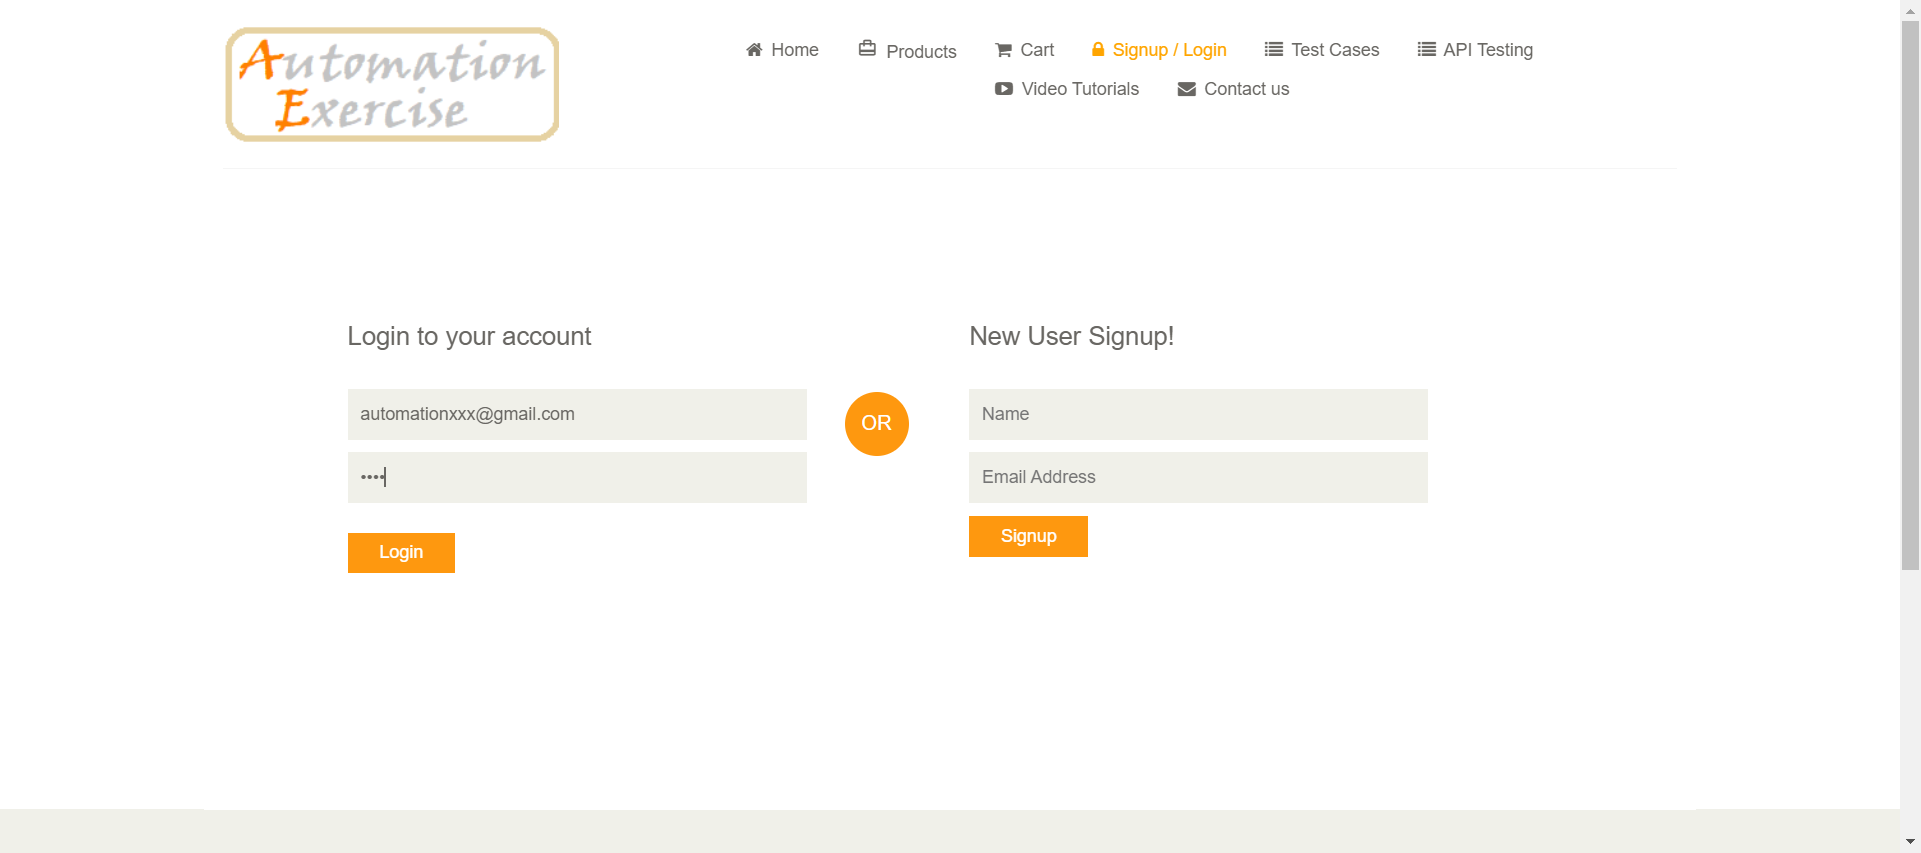 Automation
Exercise
Home
Products
Cart
Signup / Login
Test Cases
API Testing
Video Tutorials
Contact us
Login to your account
New User Signup!
automationxxx@gmail.com
OR
Name
••••
Email Address
Login
Signup